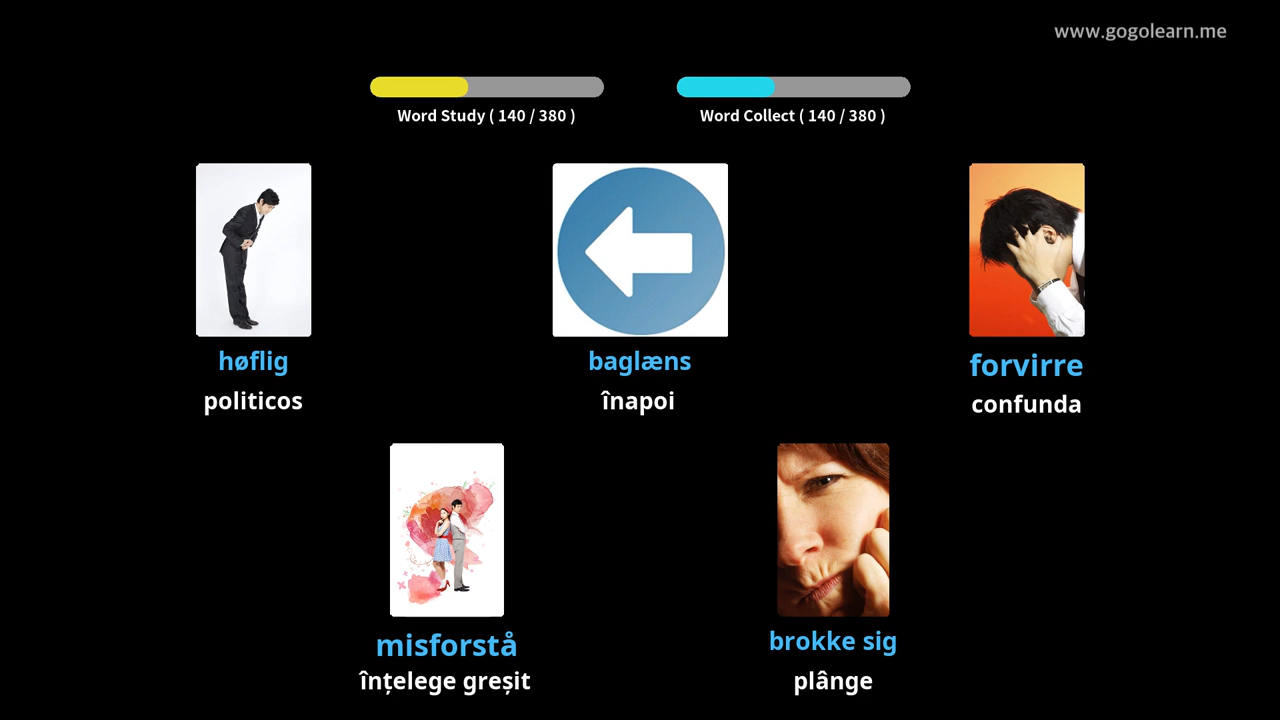 www.gogolearn.me
Word Study ( 140 / 380 )
Word Collect ( 140 / 380 )
høflig
politicos
baglæns
înapoi
forvirre
confunda
misforstå
înțelege greșit
brokke sig
plânge